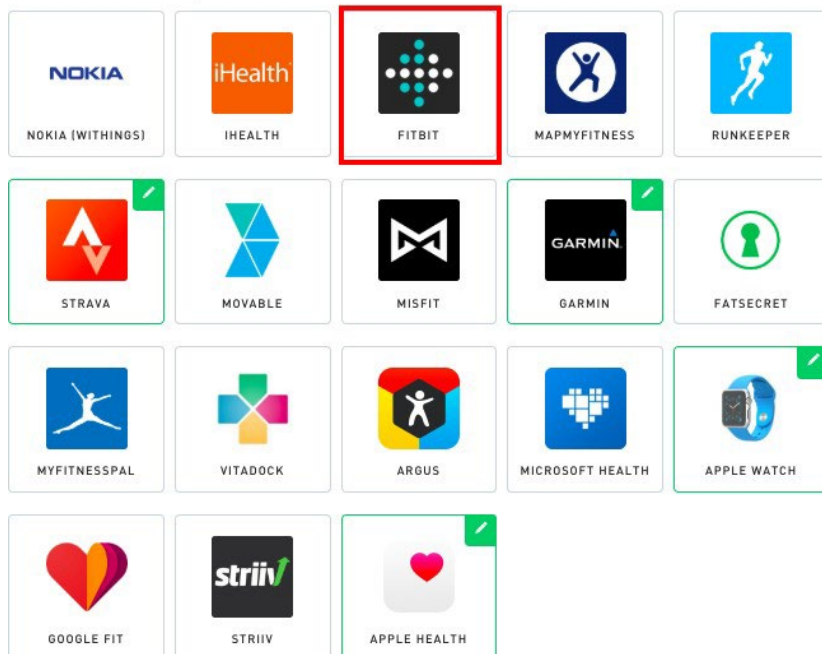 NOKIA
iHealth
NOKIA (WITHINGS)
IHEALTH
FITBIT
MAPMYFITNESS
RUNKEEPER
GARMIN
STRAVA
MOVABLE
MISFIT
GARMIN
FATSECRET
MYFITNESSPAL
VITADOCK
ARGUS
MICROSOFT HEALTH
APPLE WATCH
striiv
GOOGLE FIT
STRIIV
APPLE HEALTH